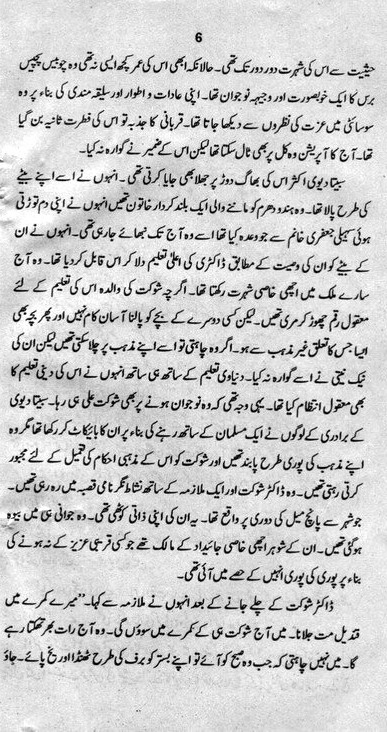 6
حیثیت سے اس کی شہرت دور دور تک تھی۔ حالانکہ ابھی اس کی عمر کچھ ایسی نہ تھی وہ چوبیس پچیس
برس کا ایک خوبصورت اور وجیہہ نوجوان تھا۔ اپنی عادات و اطوار اور سلیقہ مندی کی بناء پر وہ
سوسائٹی میں عزت کی نظروں سے دیکھا جاتا تھا۔ قربانی کا جذبہ تو اس کی فطرت ثانیہ بن گیا
تھا۔ آج کا آپریشن وہ کل پر بھی ٹال سکتا تھا لیکن اس کے ضمیر نے گوارہ نہ کیا۔
سبیتا دیوی اکثر اس کی بھاگ دوڑ پر جھلا بھی جایا کرتی تھی۔ انہوں نے اسے اپنے بیٹے
کی طرح پالا تھا۔ وہ ہندو دھرم کو ماننے والی ایک بلند کردار خاتون تھیں انہوں نے اپنی دم توڑتی
ہوئی سہیلی جعفری خانم سے جو وعدہ کیا تھا اسے وہ آج تک نبھائے جا رہی تھی۔ انہوں نے ان
کے بیٹے کو ان کی وصیت کے مطابق ڈاکٹری کی اعلیٰ تعلیم دلا کر اس قابل کر دیا تھا۔ وہ آج
سارے ملک میں اچھی خاصی شہرت رکھتا تھا۔ اگرچہ شوکت کی والدہ اس کی تعلیم کے لئے
معقول رقم چھوڑ کر مری تھیں۔ لیکن کسی دوسرے کے بچے کو پالنا آسان کام نہیں اور پھر بچہ بھی
ایسا جس کا تعلق غیر مذہب سے ہو۔ اگر وہ چاہتی تو اسے اپنے مذہب پر چلا سکتی تھیں لیکن ان کی
نیک نیتی نے اسے گوارہ نہ کیا۔ دنیاوی تعلیم کے ساتھ ہی ساتھ انہوں نے اس کی دینی تعلیم کا
بھی معقول انتظام کیا تھا۔ یہی وجہ تھی کہ وہ نوجوان ہونے پر بھی شوکت علی ہی رہا۔ سبیتا دیوی
کے برادری کے لوگوں نے ایک مسلمان کے ساتھ رہنے کی بناء پر ان کا بائیکاٹ کر رکھا تھا مگر وہ
اپنے مذہب کی پوری طرح پابند تھیں اور شوکت کو اس کے مذہبی احکام کی تعمیل کے لئے مجبور
کرتی رہتی تھیں۔ وہ ڈاکٹر شوکت اور ایک ملازمہ کے ساتھ نشاط نگر نامی قصبہ میں رہ رہی تھیں۔
جو شہر سے پانچ میل کی دوری پر واقع تھا۔ یہ ان کی اپنی ذاتی کوٹھی تھی۔ وہ جوانی ہی میں بیوہ
ہو گئی تھیں۔ ان کے شوہر اچھی خاصی جائیداد کے مالک تھے جو کسی قریبی عزیز کے نہ ہونے کی
بناء پر پوری کی پوری انہیں کے حصے میں آئی تھی۔
ڈاکٹر شوکت کے چلے جانے کے بعد انہوں نے ملازمہ سے کہا۔ ”میرے کمرے میں
قندیل مت جلانا۔ میں آج شوکت ہی کے کمرے میں سوؤں گی۔ وہ آج رات بھر تھکتا رہے
گا۔ میں نہیں چاہتی کہ جب وہ صبح کو آئے تو اپنے بستر کو برف کی طرح ٹھنڈا اور یخ پائے۔ جاؤ